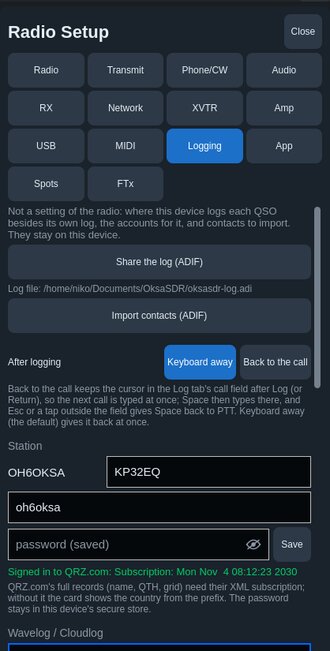 Radio Setup
Close
Radio
Transmit
Phone/CW
Audio
RX
Network
XVTR
Amp
USB
MIDI
Logging
App
Spots
FTx
Not a setting of the radio: where this device logs each QSO
besides its own log, the accounts for it, and contacts to import.
They stay on this device.
Share the log (ADIF)
Log file: /home/niko/Documents/OksaSDR/oksasdr-log.adi
Import contacts (ADIF)
After logging
Keyboard away
Back to the call
Back to the call keeps the cursor in the Log tab's call field after Log (or
Return), so the next call is typed at once; Space then types there, and
Esc or a tap outside the field gives Space back to PTT. Keyboard away
(the default) gives it back at once.
Station
OH6OKSA
KP32EQ
oh6oksa
password (saved)
Save
Signed in to QRZ.com: Subscription: Mon Nov  4 08:12:23 2030
QRZ.com's full records (name, QTH, grid) need their XML subscription;
without it the card shows the country from the prefix. The password
stays in this device's secure store.
Wavelog / Cloudlog